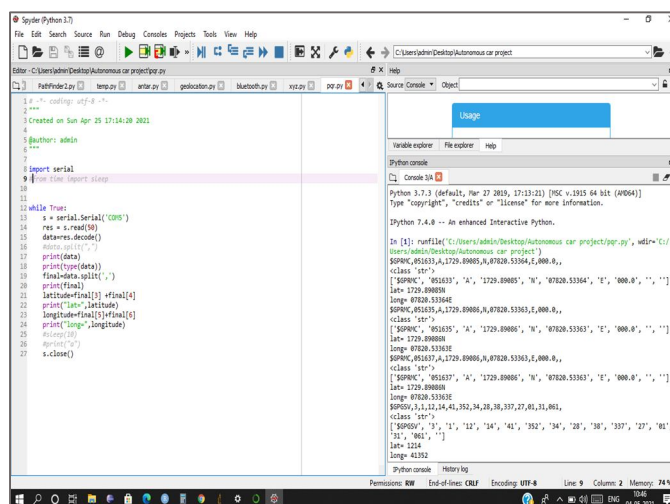 Spyder (Python 3.7)
File Edit Search Source Run Debug Consoles Projects Tools View Help
C:\Users\admin\Desktop\Autonomous car project
Editor - C:\Users\admin\Desktop\Autonomous car project\pqr.py
Help
PathFinder2.py temp.py antar.py geolocation.py bluetooth.py xyz.py pqr.py
Source Console Object
Usage
Variable explorer File explorer Help
1 # -*- coding: utf-8 -*-
2 """
3 Created on Sun Apr 25 17:14:20 2021
4
5 @author: admin
6 """
7
8 import serial
9 #from time import sleep
10
11
12 while True:
13 s = serial.Serial('COM5')
14 res = s.read(50)
15 data=res.decode()
16 #data.split(",")
17 print(data)
18 print(type(data))
19 final=data.split(',')
20 print(final)
21 latitude=final[3] +final[4]
22 print("lat=",latitude)
23 longitude=final[5]+final[6]
24 print("long=",longitude)
25 #sleep(10)
26 #print("a")
27 s.close()
IPython console
Console 3/A
Python 3.7.3 (default, Mar 27 2019, 17:13:21) [MSC v.1915 64 bit (AMD64)]
Type "copyright", "credits" or "license" for more information.
IPython 7.4.0 -- An enhanced Interactive Python.
In [1]: runfile('C:/Users/admin/Desktop/Autonomous car project/pqr.py', wdir='C:/
Users/admin/Desktop/Autonomous car project')
$GPRMC,051633,A,1729.89085,N,07820.53364,E,000.0,,
<class 'str'>
['$GPRMC', '051633', 'A', '1729.89085', 'N', '07820.53364', 'E', '000.0', '', '']
lat= 1729.89085N
long= 07820.53364E
$GPRMC,051635,A,1729.89086,N,07820.53363,E,000.0,,
<class 'str'>
['$GPRMC', '051635', 'A', '1729.89086', 'N', '07820.53363', 'E', '000.0', '', '']
lat= 1729.89086N
long= 07820.53363E
$GPRMC,051637,A,1729.89086,N,07820.53363,E,000.0,,
<class 'str'>
['$GPRMC', '051637', 'A', '1729.89086', 'N', '07820.53363', 'E', '000.0', '', '']
lat= 1729.89086N
long= 07820.53363E
$GPGSV,3,1,12,14,41,352,34,28,38,337,27,01,31,061,
<class 'str'>
['$GPGSV', '3', '1', '12', '14', '41', '352', '34', '28', '38', '337', '27', '01'
'31', '061', '']
lat= 1214
long= 41352
IPython console History log
Permissions: RW End-of-lines: CRLF Encoding: UTF-8 Line: 9 Column: 2 Memory: 74 %
ENG 10:46
04-05-2021